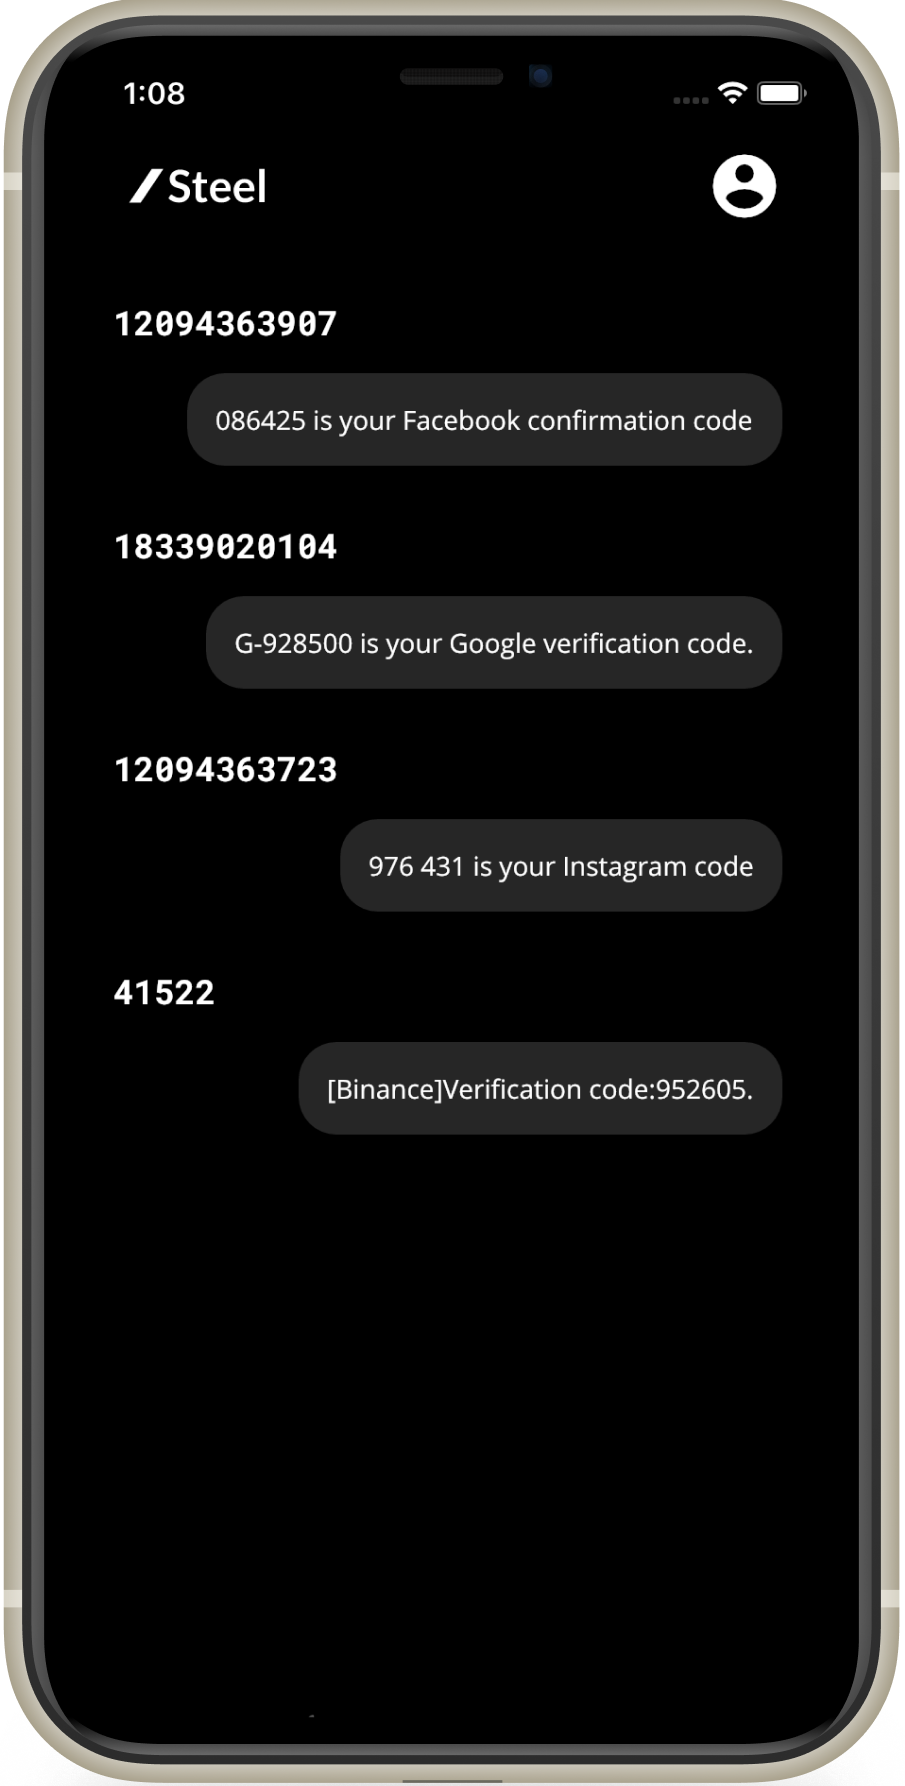 1:08
Steel
12094363907
086425 is your Facebook confirmation code
18339020104
G-928500 is your Google verification code.
12094363723
976 431 is your Instagram code
41522
[Binance]Verification code:952605.